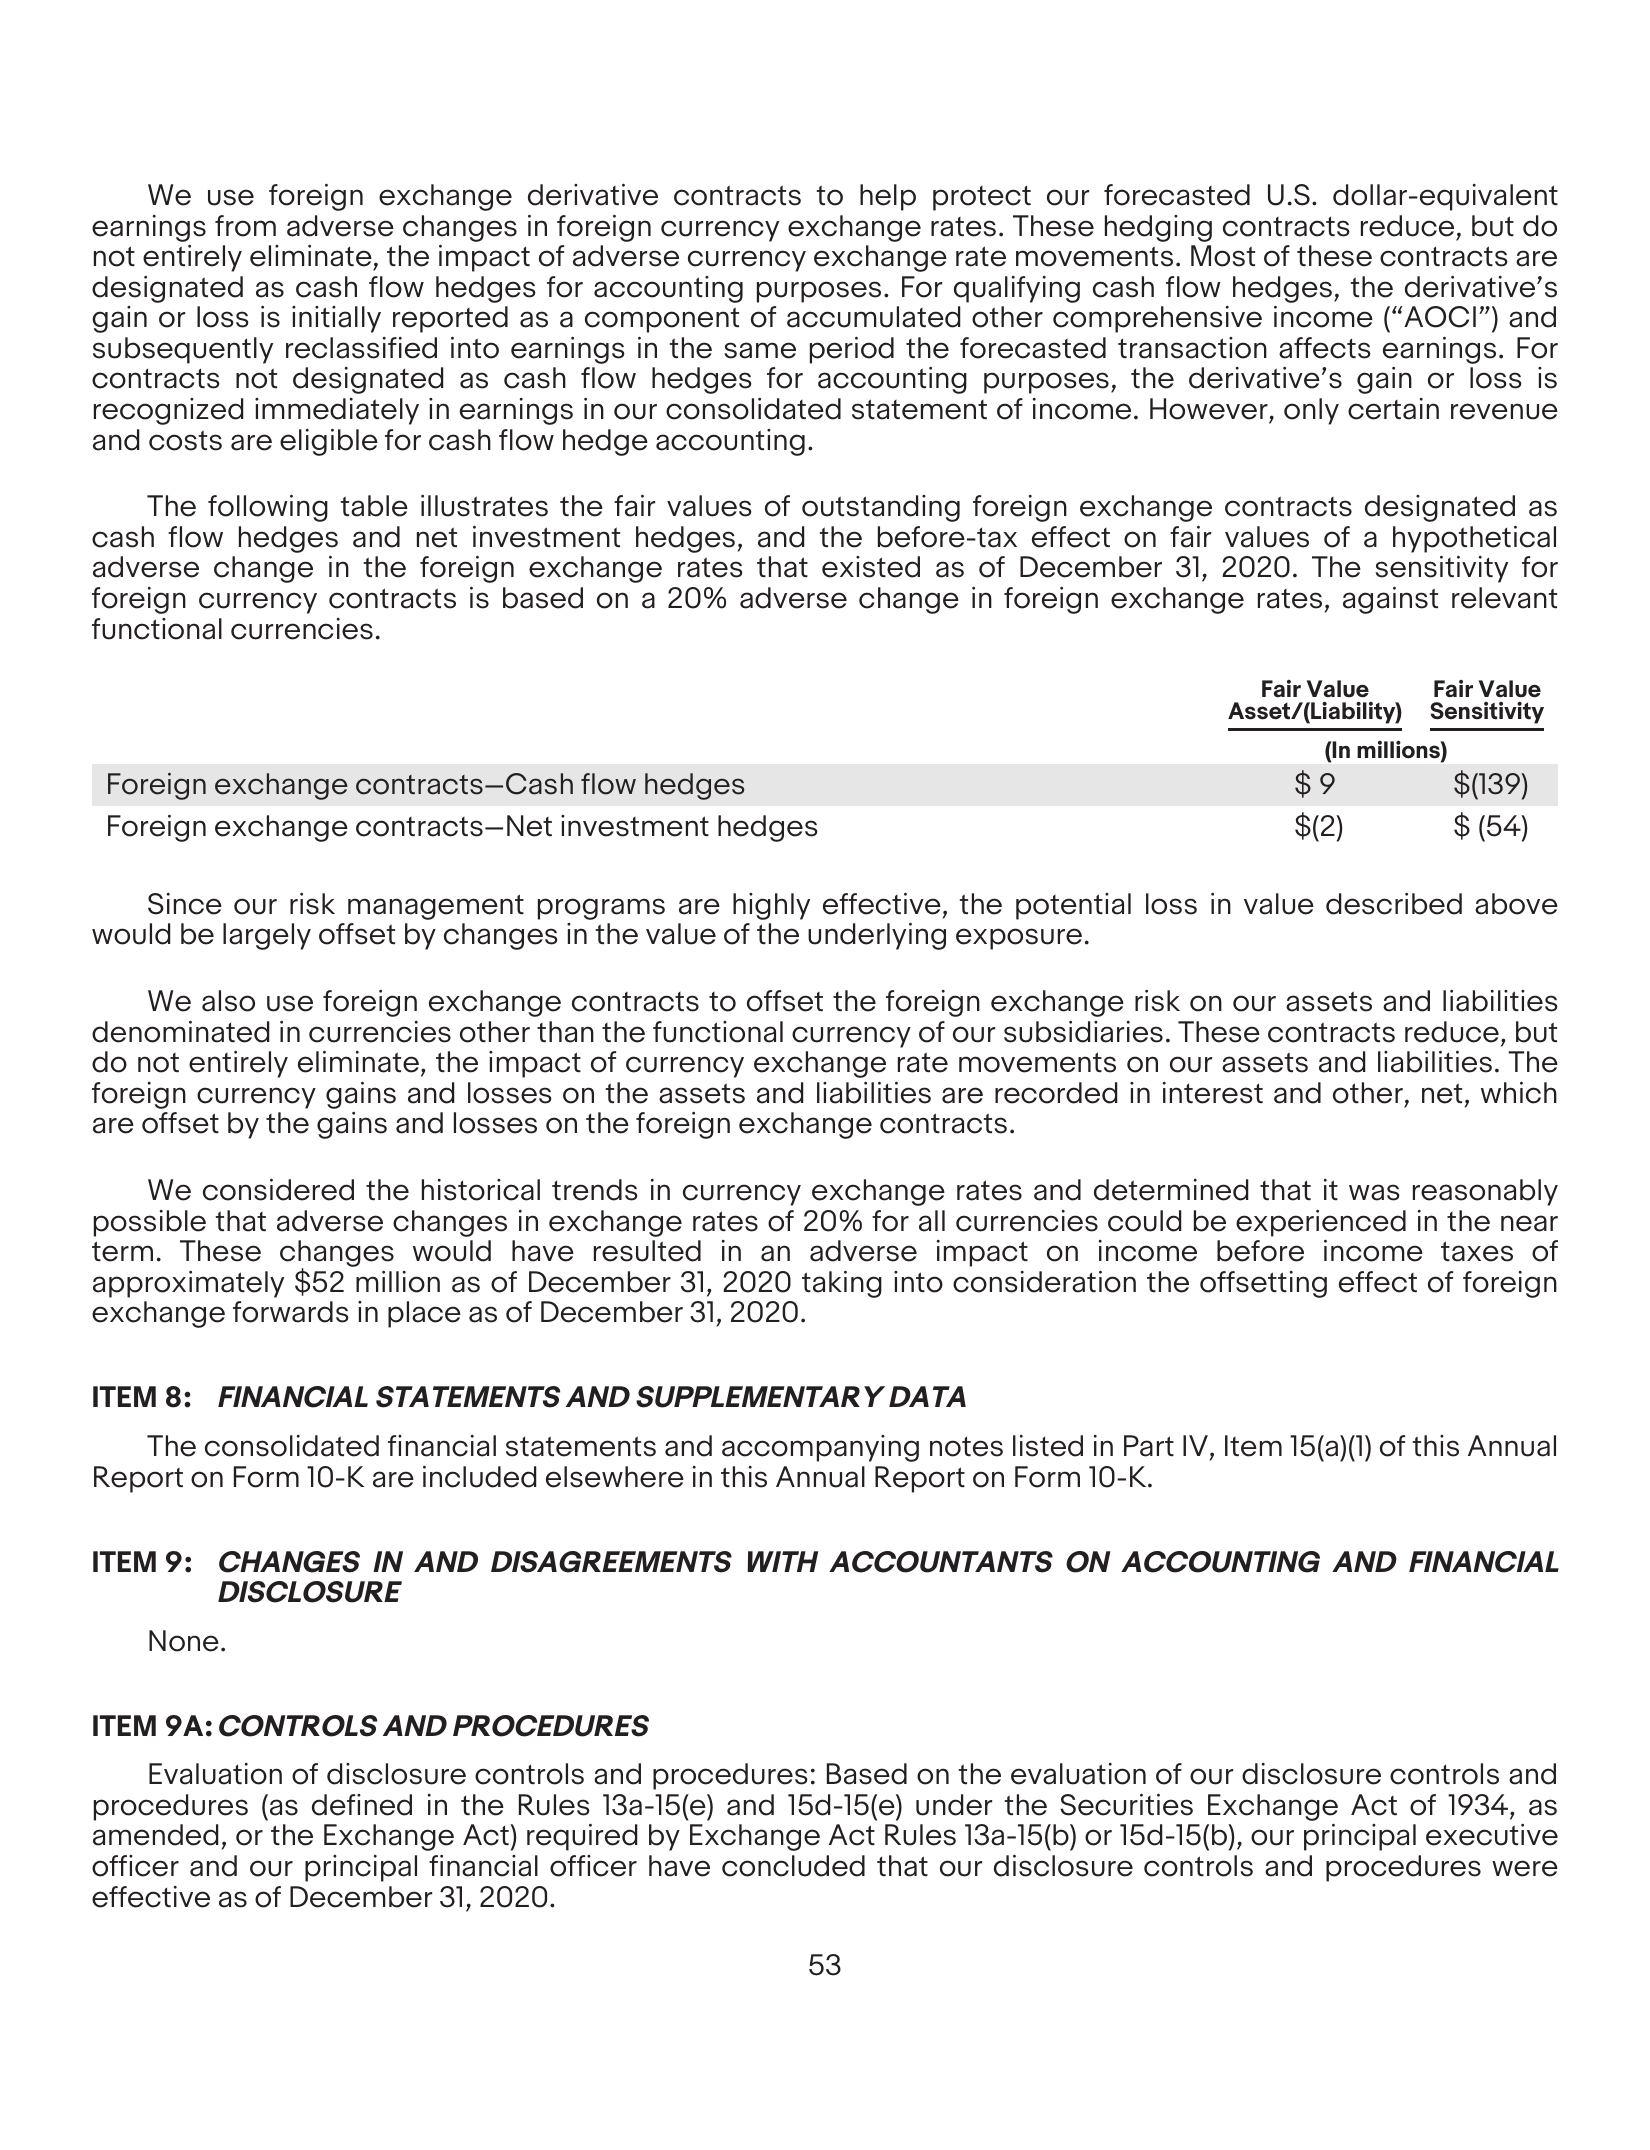 We use foreign exchange derivative contracts to help protect our forecasted U.S. dollar-equivalent
earnings from adverse changes in foreign currency exchange rates. These hedging contracts reduce, but do
not entirely eliminate, the impact of adverse currency exchange rate movements. Most of these contracts are
designated as cash flow hedges for accounting purposes. For qualifying cash flow hedges, the derivative’s
gain or loss is initially reported as a component of accumulated other comprehensive income (“AOCI”) and
subsequently reclassified into earnings in the same period the forecasted transaction affects earnings. For
contracts not designated as cash flow hedges for accounting purposes, the derivative’s gain or loss is
recognized immediately in earnings in our consolidated statement of income. However, only certain revenue
and costs are eligible for cash flow hedge accounting.
The following table illustrates the fair values of outstanding foreign exchange contracts designated as
cash flow hedges and net investment hedges, and the before-tax effect on fair values of a hypothetical
adverse change in the foreign exchange rates that existed as of December 31, 2020. The sensitivity for
foreign currency contracts is based on a 20% adverse change in foreign exchange rates, against relevant
functional currencies.
Fair Value Fair Value
Asset/(Liability) Sensitivity
(In millions)
Foreign exchange contracts—Cash flow hedges $ 9 $(139)
Foreign exchange contracts—Net investment hedges $(2) $ (54)
Since our risk management programs are highly effective, the potential loss in value described above
would be largely offset by changes in the value of the underlying exposure.
We also use foreign exchange contracts to offset the foreign exchange risk on our assets and liabilities
denominated in currencies other than the functional currency of our subsidiaries. These contracts reduce, but
do not entirely eliminate, the impact of currency exchange rate movements on our assets and liabilities. The
foreign currency gains and losses on the assets and liabilities are recorded in interest and other, net, which
are offset by the gains and losses on the foreign exchange contracts.
We considered the historical trends in currency exchange rates and determined that it was reasonably
possible that adverse changes in exchange rates of 20% for all currencies could be experienced in the near
term. These changes would have resulted in an adverse impact on income before income taxes of
approximately $52 million as of December 31, 2020 taking into consideration the offsetting effect of foreign
exchange forwards in place as of December 31, 2020.
ITEM 8: FINANCIAL STATEMENTS AND SUPPLEMENTARY DATA
The consolidated financial statements and accompanying notes listed in Part IV, Item 15(a)(1) of this Annual
Report on Form 10-K are included elsewhere in this Annual Report on Form 10-K.
ITEM 9: CHANGES IN AND DISAGREEMENTS WITH ACCOUNTANTS ON ACCOUNTING AND FINANCIAL
DISCLOSURE
None.
ITEM 9A: CONTROLS AND PROCEDURES
Evaluation of disclosure controls and procedures: Based on the evaluation of our disclosure controls and
procedures (as defined in the Rules 13a-15(e) and 15d-15(e) under the Securities Exchange Act of 1934, as
amended, or the Exchange Act) required by Exchange Act Rules 13a-15(b) or 15d-15(b), our principal executive
officer and our principal financial officer have concluded that our disclosure controls and procedures were
effective as of December 31, 2020.
53